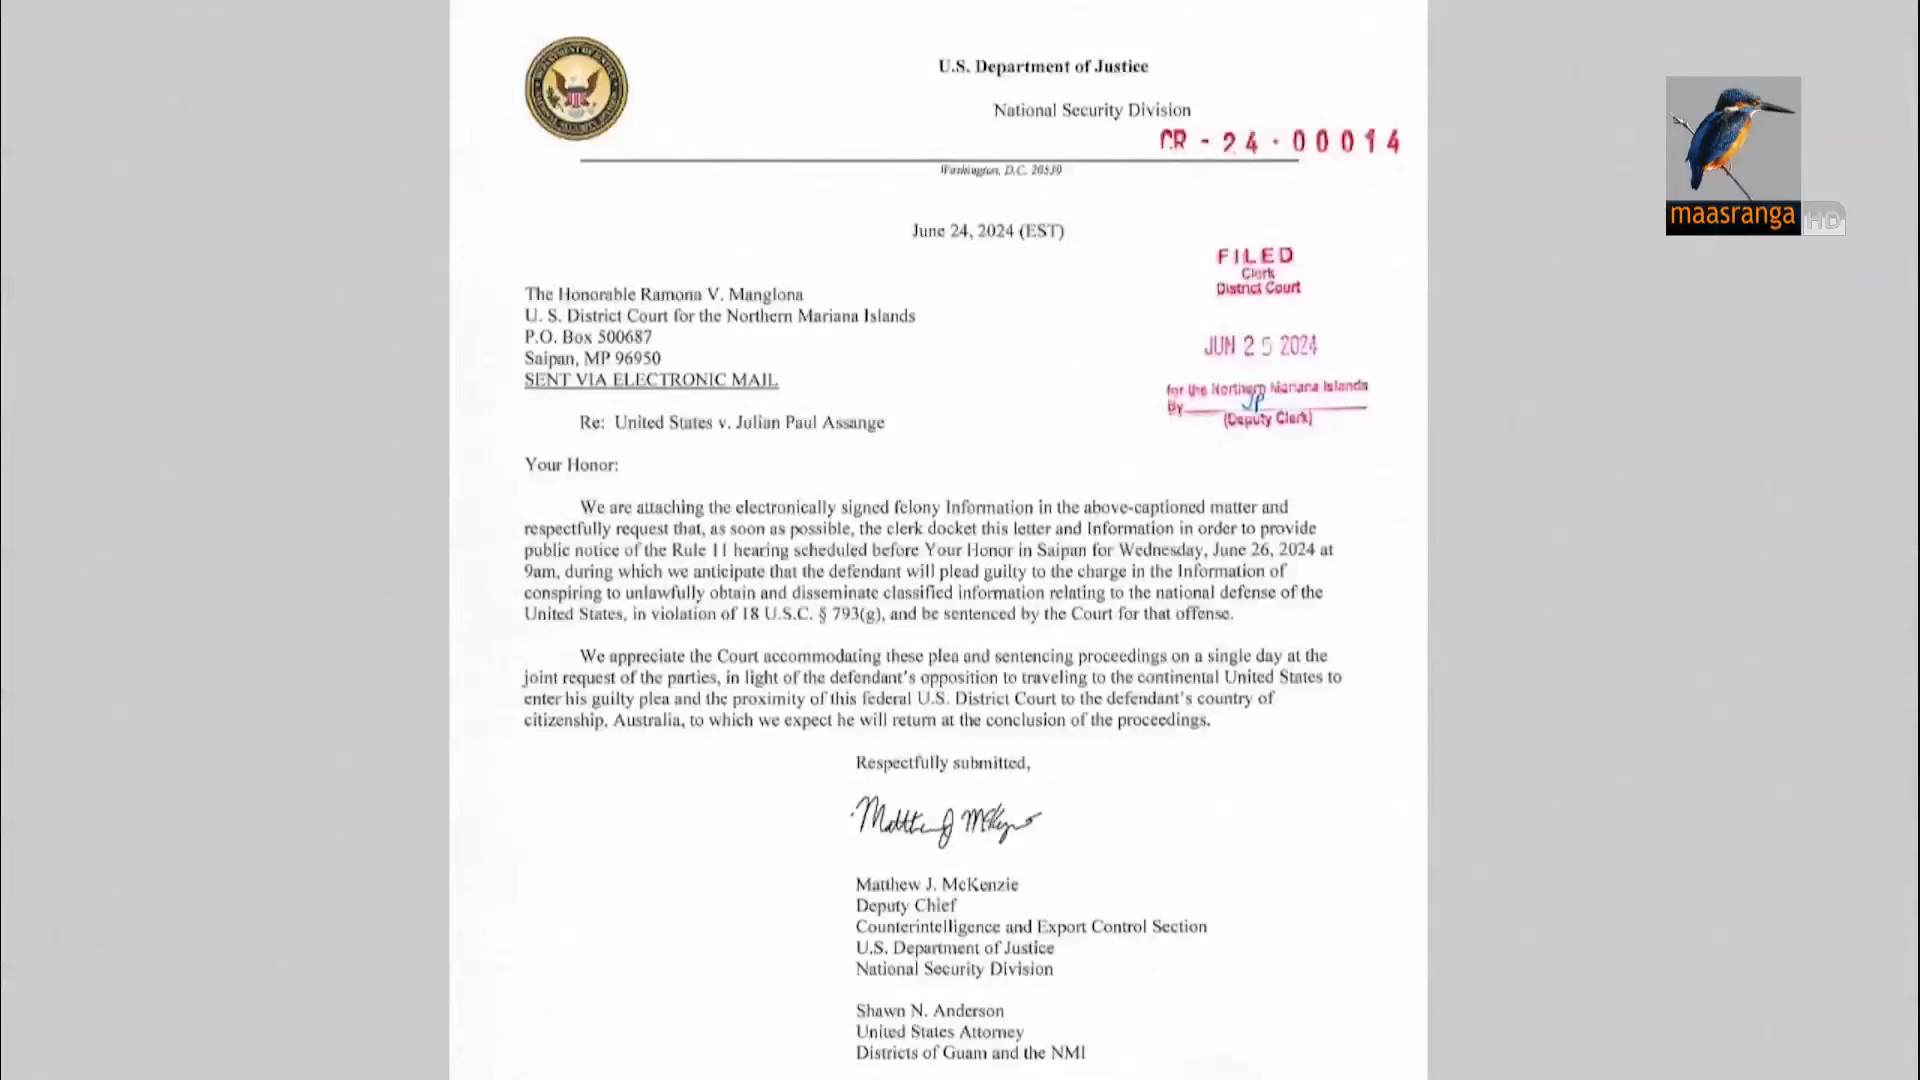 U.S. Department of Justice
National Security Division
CR - 24 - 00014
Washington, D.C. 20530
June 24, 2024 (EST)
FILED
Clerk
District Court
JUN 25 2024
for the Northern Mariana Islands
By JP
(Deputy Clerk)
The Honorable Ramona V. Manglona
U. S. District Court for the Northern Mariana Islands
P.O. Box 500687
Saipan, MP 96950
SENT VIA ELECTRONIC MAIL
Re: United States v. Julian Paul Assange
Your Honor:
We are attaching the electronically signed felony Information in the above-captioned matter and
respectfully request that, as soon as possible, the clerk docket this letter and Information in order to provide
public notice of the Rule 11 hearing scheduled before Your Honor in Saipan for Wednesday, June 26, 2024 at
9am, during which we anticipate that the defendant will plead guilty to the charge in the Information of
conspiring to unlawfully obtain and disseminate classified information relating to the national defense of the
United States, in violation of 18 U.S.C. § 793(g), and be sentenced by the Court for that offense.
We appreciate the Court accommodating these plea and sentencing proceedings on a single day at the
joint request of the parties, in light of the defendant's opposition to traveling to the continental United States to
enter his guilty plea and the proximity of this federal U.S. District Court to the defendant's country of
citizenship, Australia, to which we expect he will return at the conclusion of the proceedings.
Respectfully submitted,
Matthew J McKenzie
Matthew J. McKenzie
Deputy Chief
Counterintelligence and Export Control Section
U.S. Department of Justice
National Security Division
Shawn N. Anderson
United States Attorney
Districts of Guam and the NMI
maasranga HD